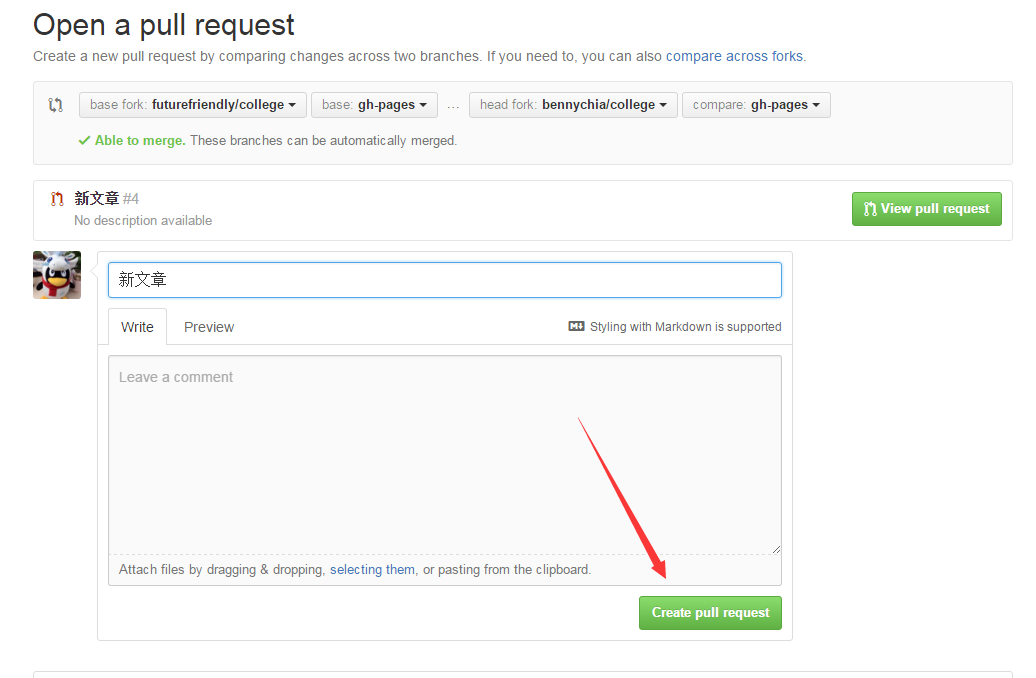 Open a pull request
Create a new pull request by comparing changes across two branches. If you need to, you can also compare across forks.
base fork: futurefriendly/college base: gh-pages ... head fork: bennychia/college compare: gh-pages
Able to merge. These branches can be automatically merged.
新文章 #4
No description available
View pull request
新文章
Write Preview Styling with Markdown is supported
Leave a comment
Attach files by dragging & dropping, selecting them, or pasting from the clipboard.
Create pull request